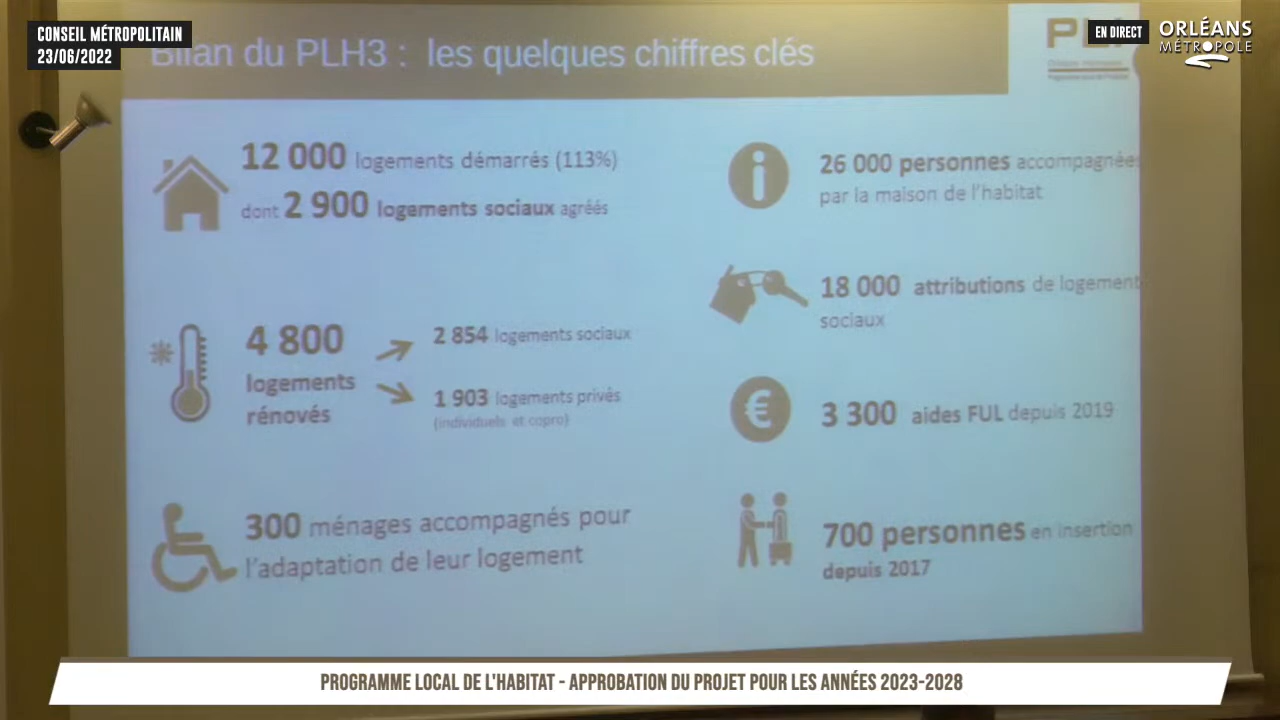 CONSEIL MÉTROPOLITAIN
23/06/2022
EN DIRECT
ORLÉANS
MÉTROPOLE
Bilan du PLH3 : les quelques chiffres clés
12 000 logements démarrés (113%)
dont 2 900 logements sociaux agréés
4 800
logements
rénovés
2 854 logements sociaux
1 903 logements privés
(individuels et copro)
300 ménages accompagnés pour
l'adaptation de leur logement
26 000 personnes accompagnées
par la maison de l'habitat
18 000 attributions de logement
sociaux
3 300 aides FUL depuis 2019
700 personnes en insertion
depuis 2017
PROGRAMME LOCAL DE L'HABITAT - APPROBATION DU PROJET POUR LES ANNÉES 2023-2028